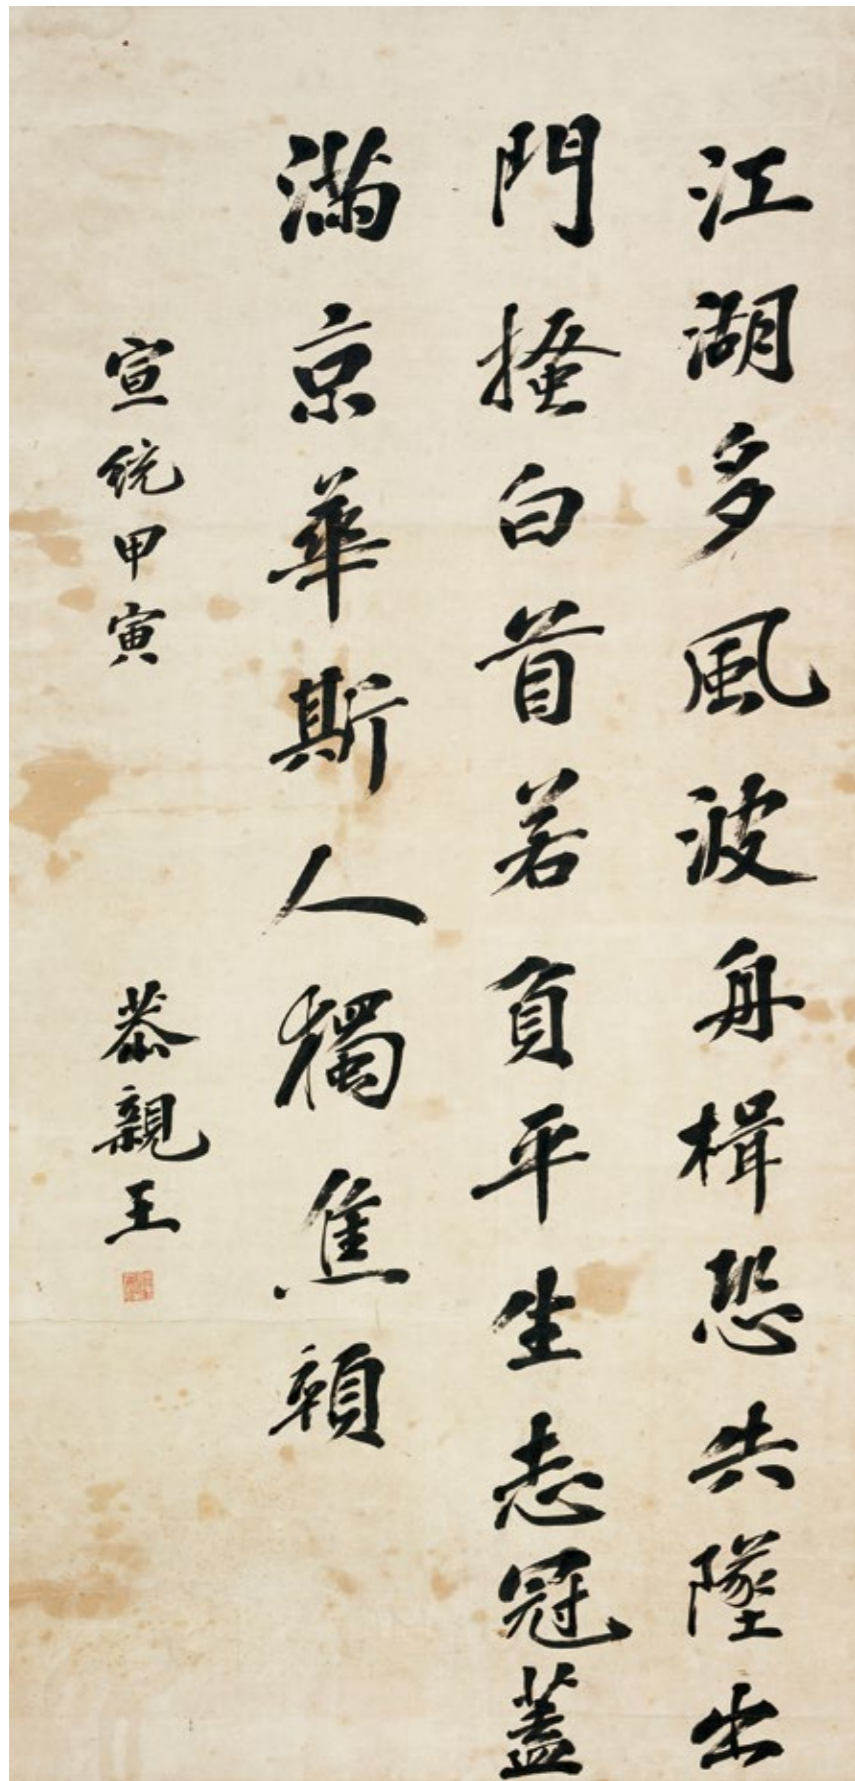 江湖多風波舟楫恐失墜出
門搔白首若負平生志冠蓋
滿京華斯人獨焦顇
宣統甲寅
恭親王